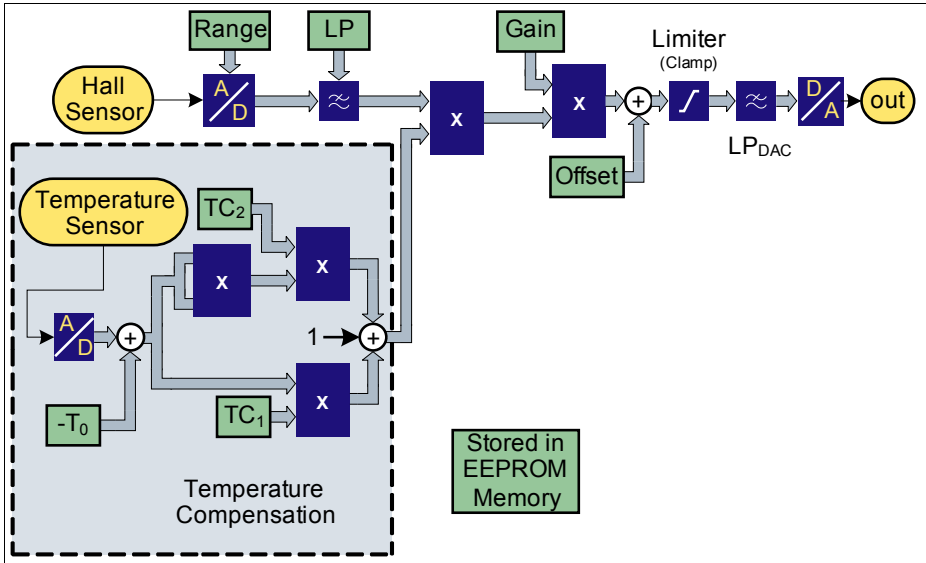 Range
LP
Gain
Limiter
(Clamp)
Hall
Sensor
A
D
X
X
D
A
out
LP_DAC
Offset
Temperature
Sensor
TC₂
X
X
A
D
1
-T₀
TC₁
X
Temperature
Compensation
Stored in
EEPROM
Memory